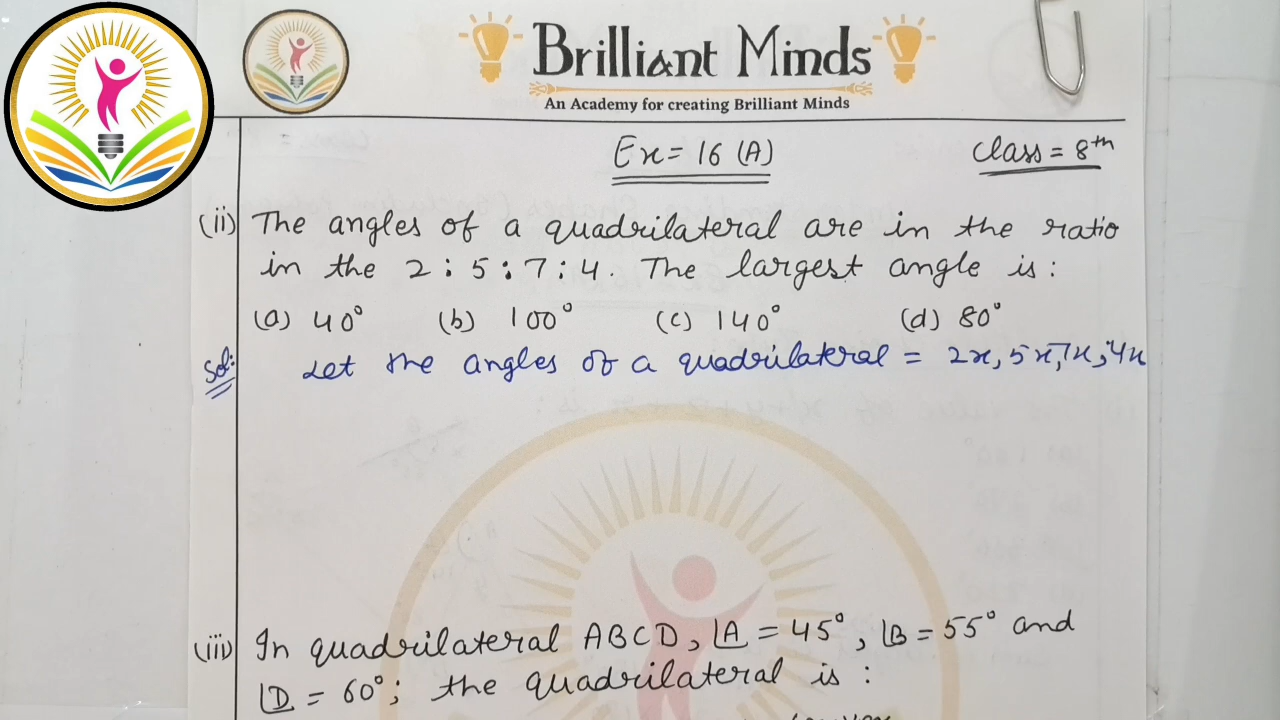 Brilliant Minds
An Academy for creating Brilliant Minds
Ex = 16 (A)
Class = 8th
(ii) The angles of a quadrilateral are in the ratio
in the 2 : 5 : 7 : 4. The largest angle is :
(a) 40° (b) 100° (c) 140° (d) 80°
Sol: Let the angles of a quadrilateral = 2x, 5x, 7x, 4x
(iii) In quadrilateral ABCD, ∠A = 45°, ∠B = 55° and
∠D = 60°; the quadrilateral is :